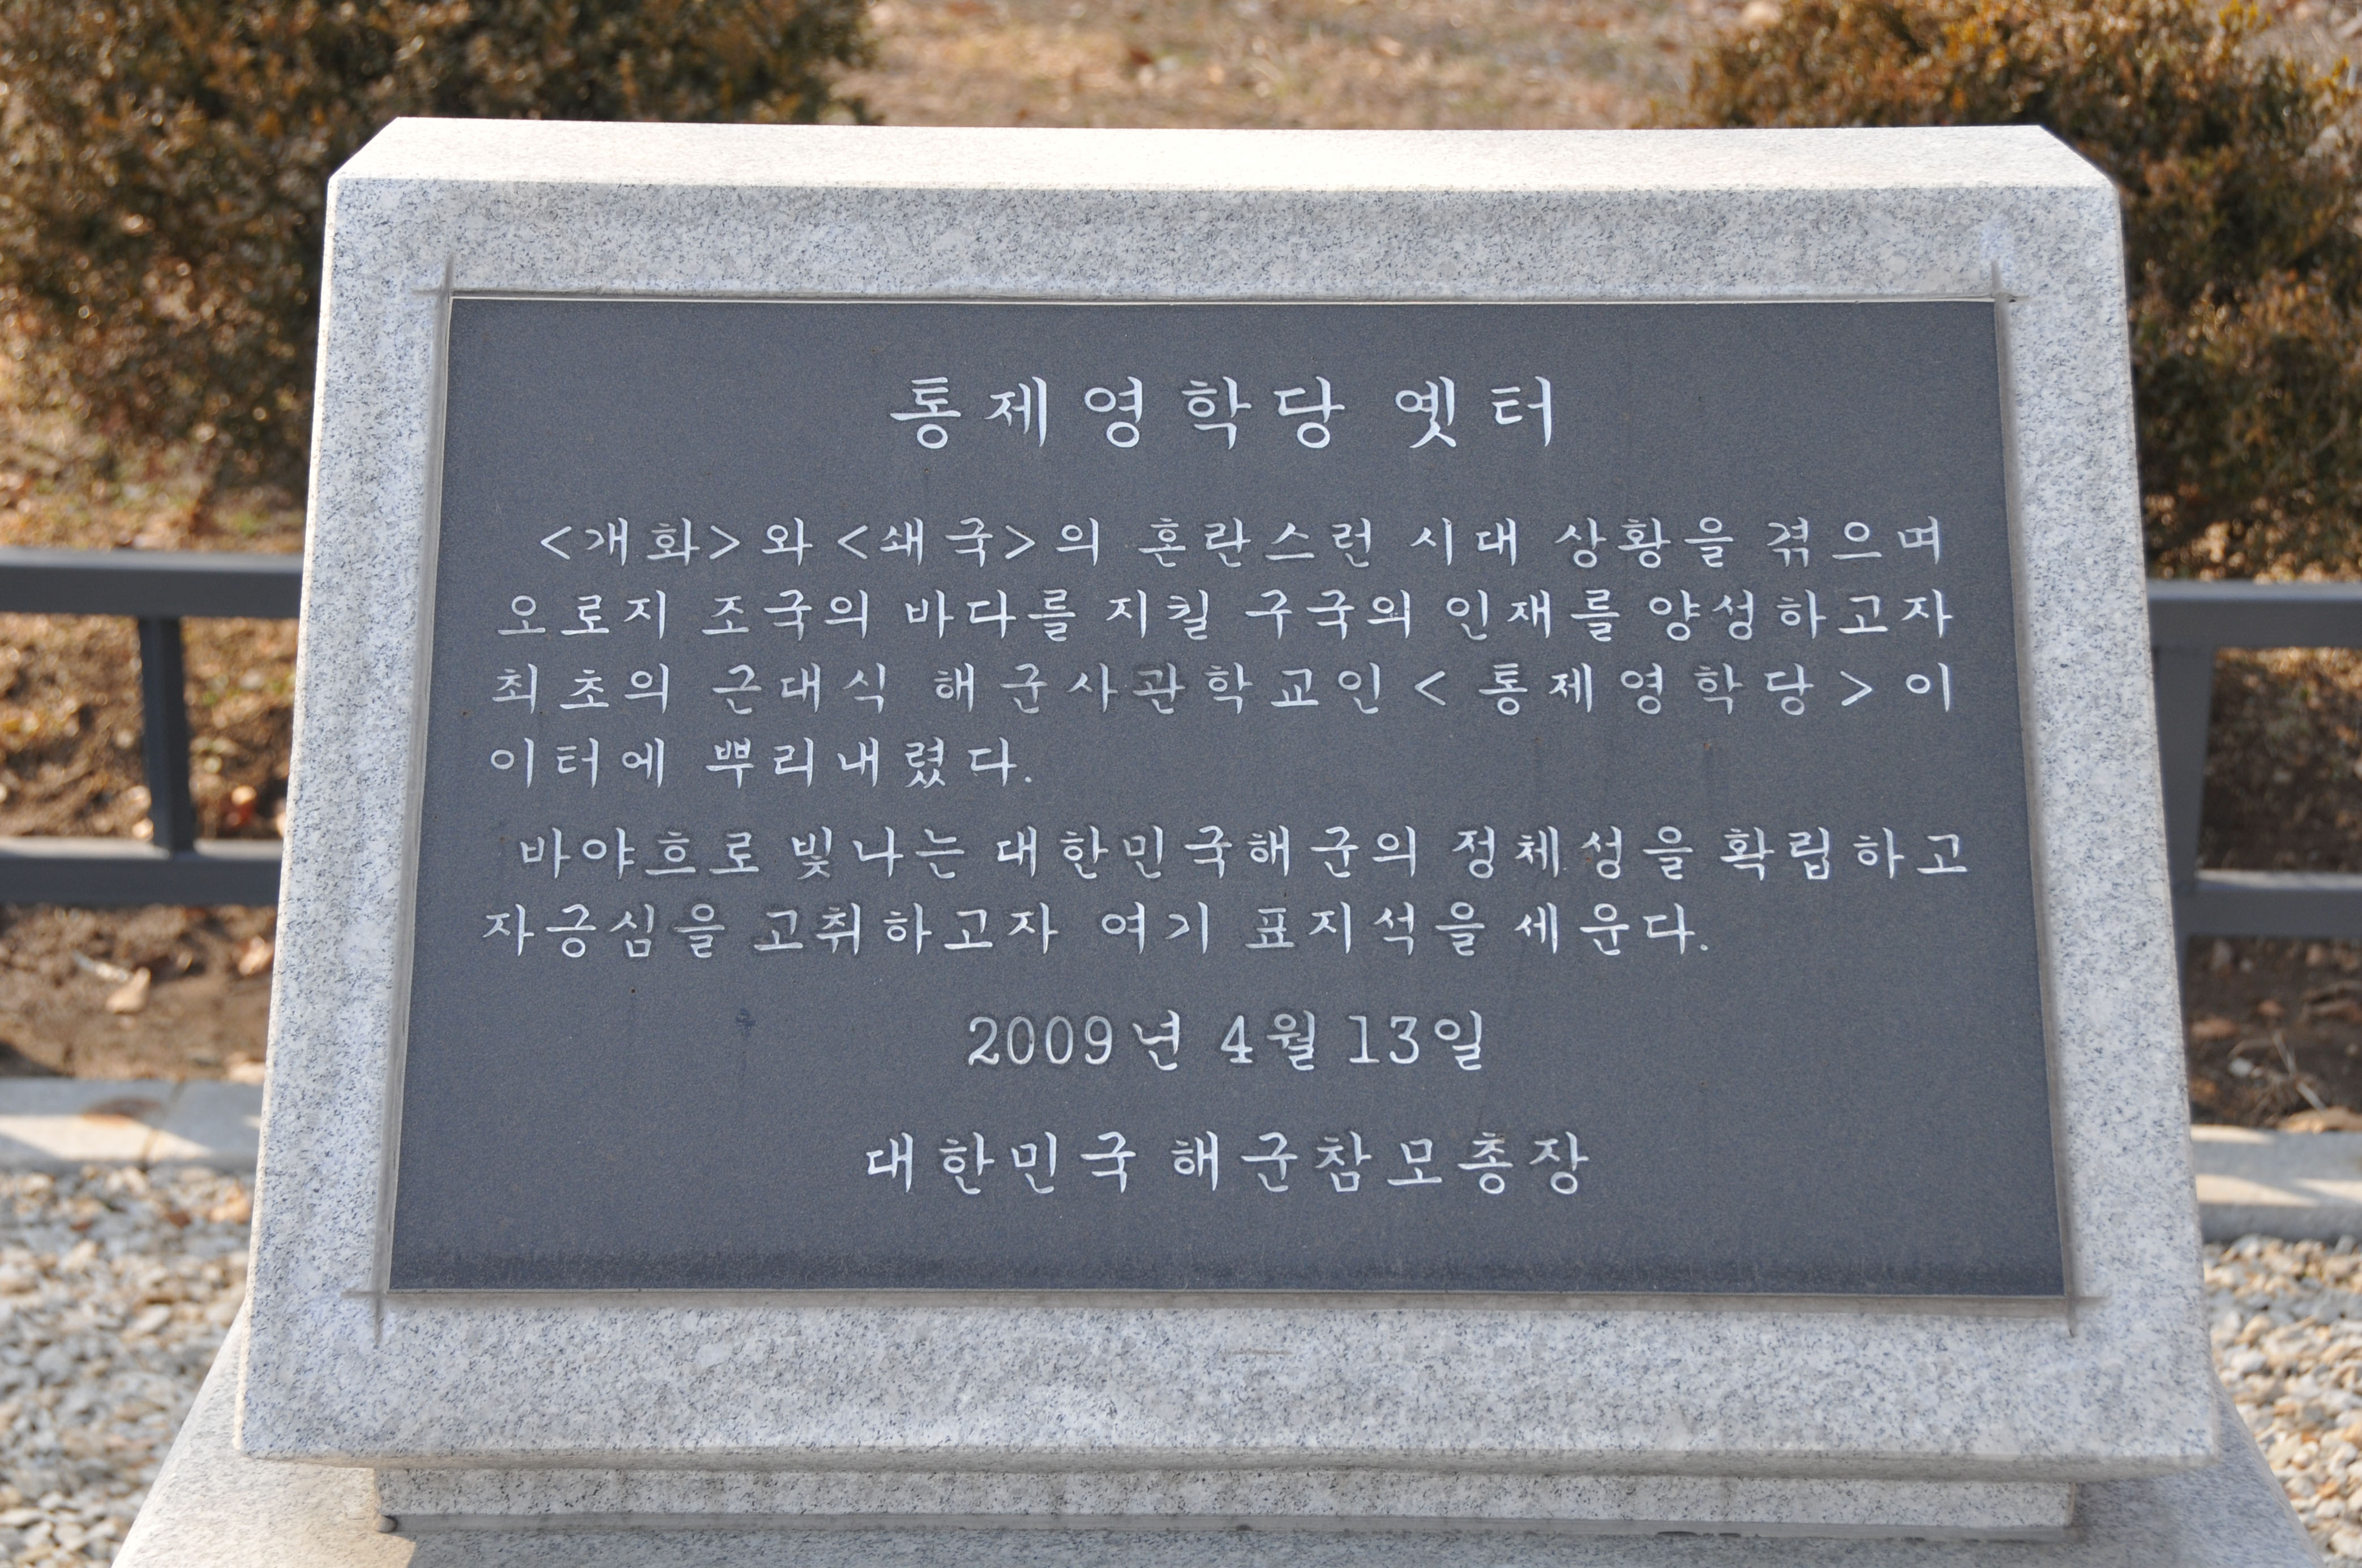 통제영학당 옛터
<개화>와 <쇄국>의 혼란스런 시대 상황을 겪으며
오로지 조국의 바다를 지킬 구국의 인재를 양성하고자
최초의 근대식 해군사관학교인 <통제영학당>이
이터에 뿌리내렸다.
바야흐로 빛나는 대한민국해군의 정체성을 확립하고
자긍심을 고취하고자 여기 표지석을 세운다.
2009년 4월 13일
대한민국 해군참모총장